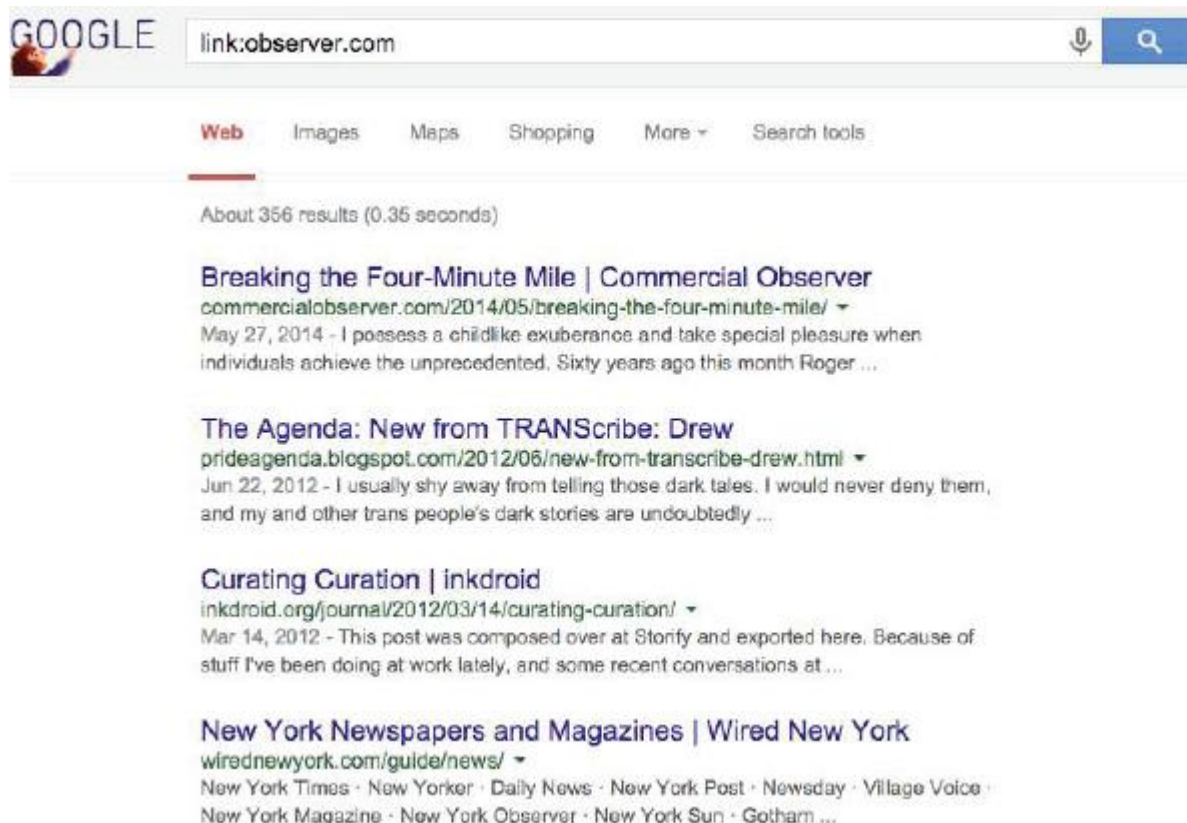 GOOGLE
link:observer.com
Web Images Maps Shopping More Search tools
About 356 results (0.35 seconds)
Breaking the Four-Minute Mile | Commercial Observer
commercialobserver.com/2014/05/breaking-the-four-minute-mile/
May 27, 2014 - I possess a childlike exuberance and take special pleasure when
individuals achieve the unprecedented. Sixty years ago this month Roger ...
The Agenda: New from TRANScribe: Drew
prideagenda.blogspot.com/2012/06/new-from-transcribe-drew.html
Jun 22, 2012 - I usually shy away from telling those dark tales. I would never deny them,
and my and other trans people's dark stories are undoubtedly ...
Curating Curation | inkdroid
inkdroid.org/journal/2012/03/14/curating-curation/
Mar 14, 2012 - This post was composed over at Storify and exported here. Because of
stuff I've been doing at work lately, and some recent conversations at ...
New York Newspapers and Magazines | Wired New York
wirednewyork.com/guide/news/
New York Times · New Yorker · Daily News · New York Post · Newsday · Village Voice ·
New York Magazine · New York Observer · New York Sun · Gotham ...